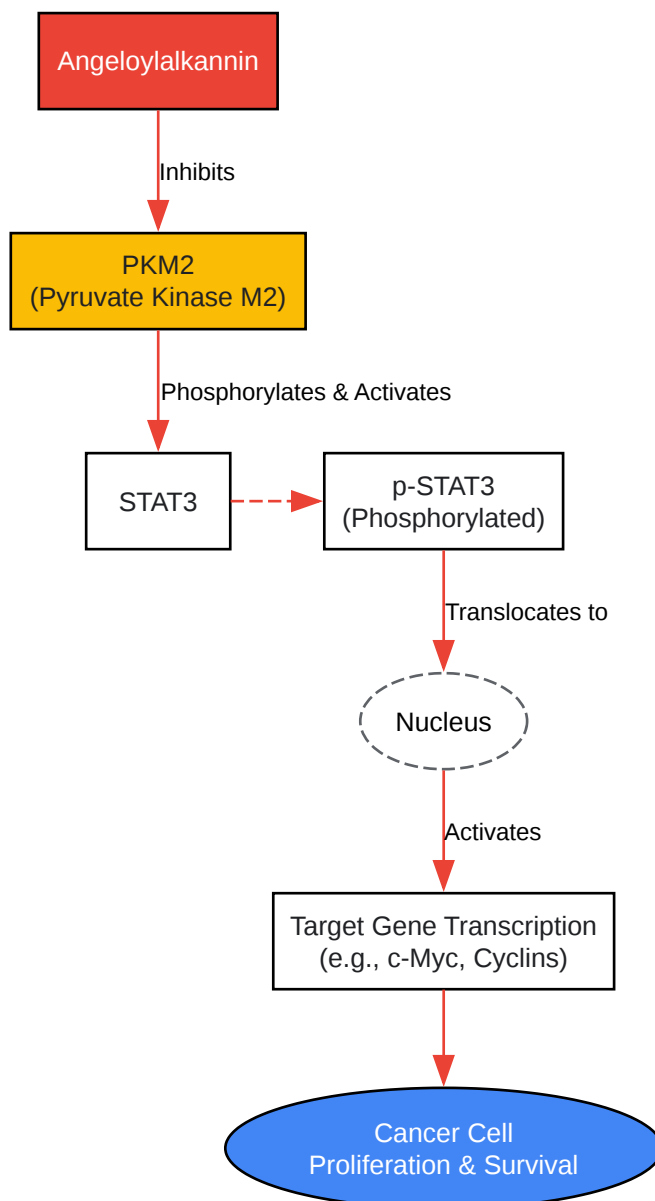 Angeloylalkannin
Inhibits
PKM2
(Pyruvate Kinase M2)
Phosphorylates & Activates
STAT3
p-STAT3
(Phosphorylated)
Translocates to
Nucleus
Activates
Target Gene Transcription
(e.g., c-Myc, Cyclins)
Cancer Cell
Proliferation & Survival